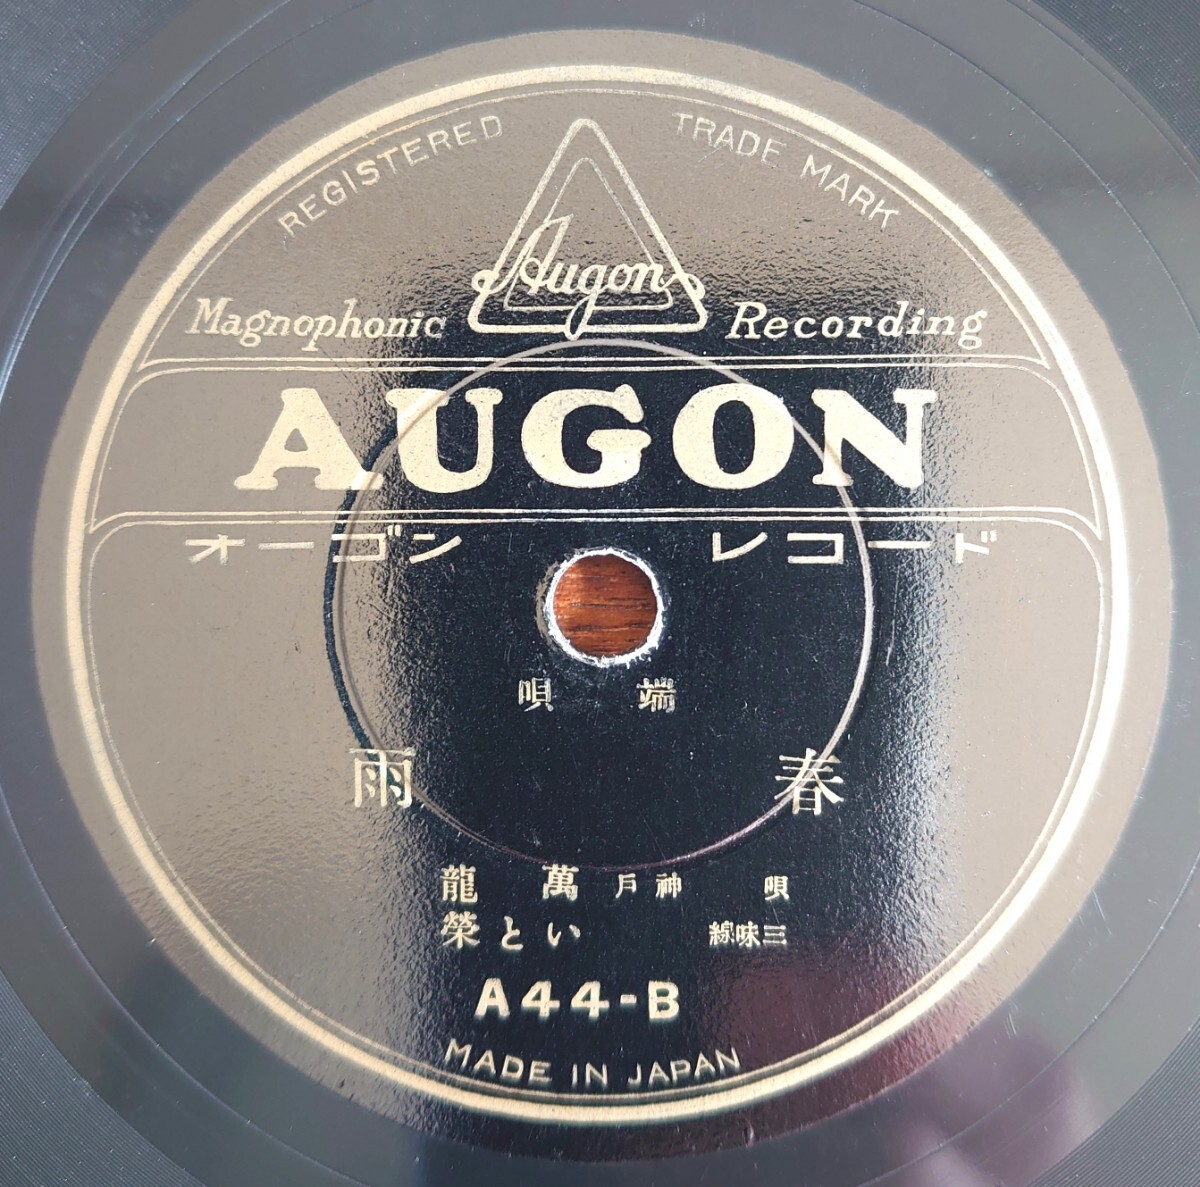 REGISTERED TRADE MARK
Augon
Magnophonic Recording
AUGON
オーゴン レコード
端唄
春雨
唄 神戸 萬龍
三味線 いと榮
A44-B
MADE IN JAPAN